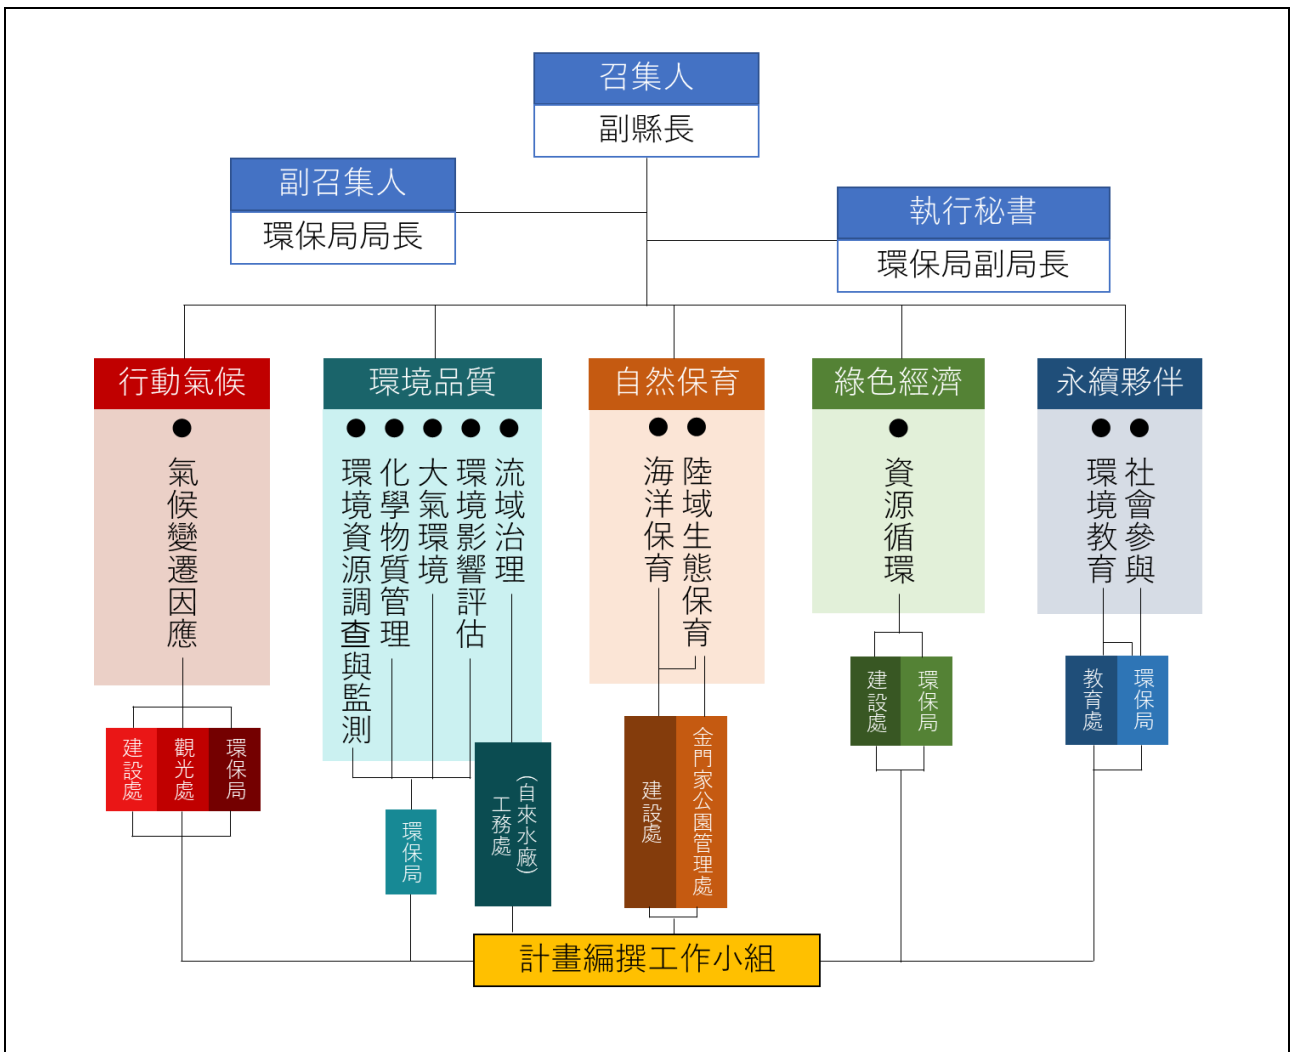 召集人
副縣長
副召集人
環保局局長
執行秘書
環保局副局長
行動氣候
● 氣候變遷因應
建設處
觀光處
環保局
環境品質
● 環境資源調查與監測
● 化學物質管理
● 大氣環境
● 環境影響評估
● 流域治理
環保局
工務處
(自來水廠)
自然保育
● 海洋保育
● 陸域生態保育
建設處
金門家公園管理處
綠色經濟
● 資源循環
建設處
環保局
永續夥伴
● 環境教育
● 社會參與
教育處
環保局
計畫編撰工作小組